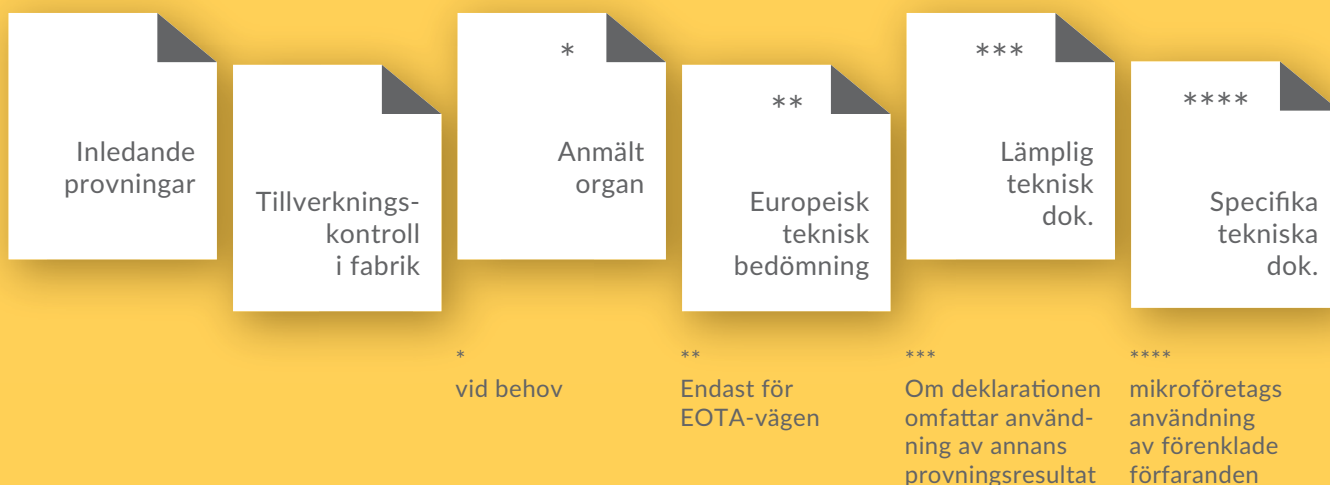 Inledande
provningar
Tillverknings-
kontroll
i fabrik
*
Anmält
organ
**
Europeisk
teknisk
bedömning
***
Lämplig
teknisk
dok.
****
Specifika
tekniska
dok.
*
vid behov
**
Endast för
EOTA-vägen
***
Om deklarationen
omfattar använd-
ning av annans
provningsresultat
****
mikroföretags
användning
av förenklade
förfaranden